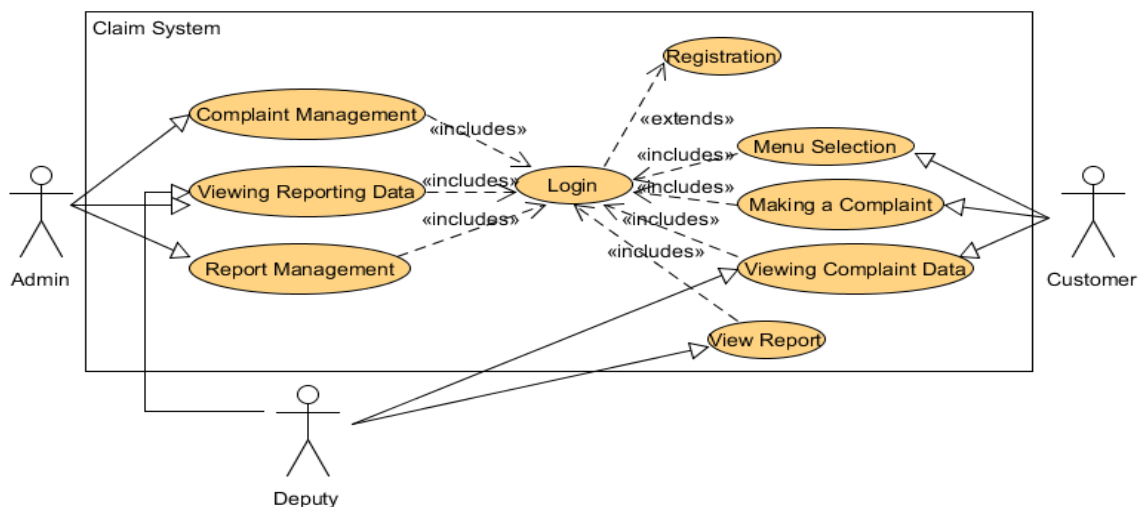 Claim System
Registration
Complaint Management
«includes»
«extends»
Menu Selection
«includes»
Viewing Reporting Data
«includes»
Login
«includes»
Making a Complaint
Admin
«includes»
«includes»
Report Management
«includes»
Viewing Complaint Data
Customer
View Report
Deputy